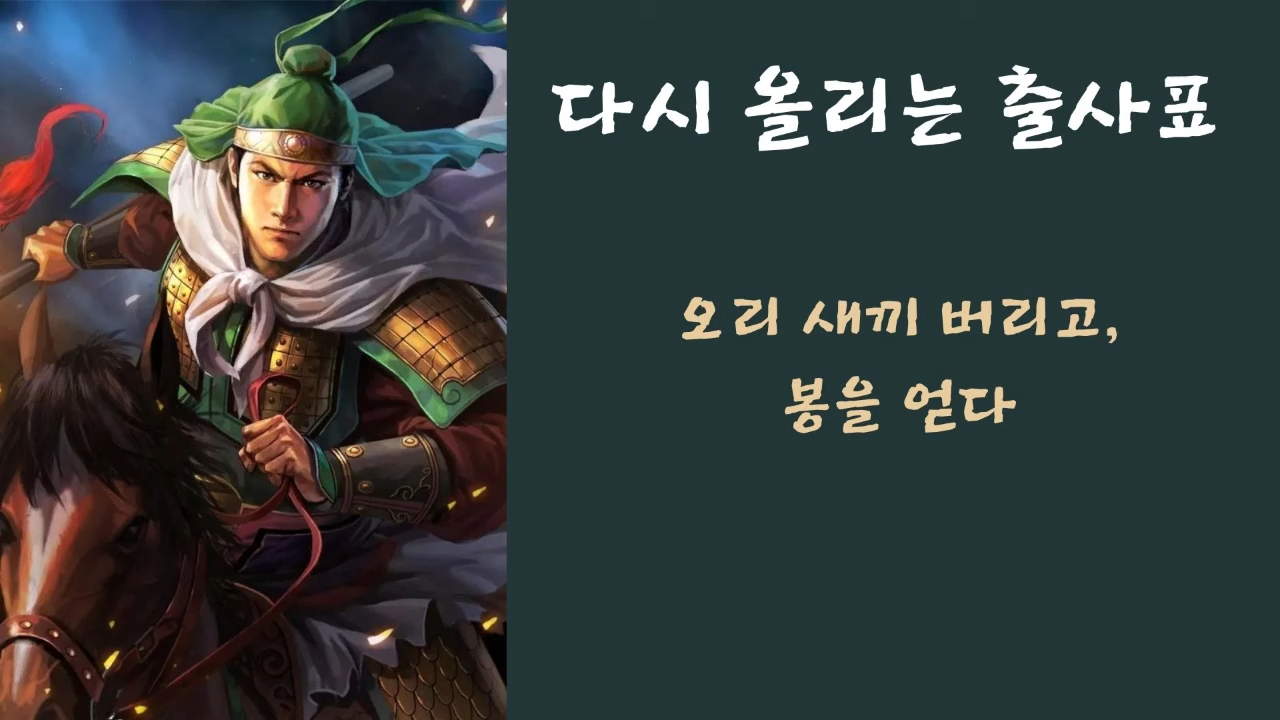 다시 올리는 출사표
오리 새끼 버리고,
봉을 얻다